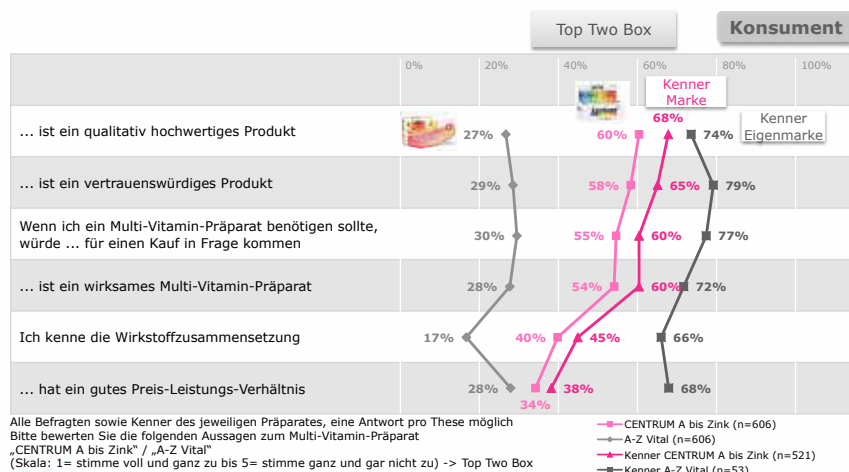 Top Two Box
Konsument
0% 20% 40% 60% 80% 100%
Kenner
Marke
Kenner
Eigenmarke
... ist ein qualitativ hochwertiges Produkt 27% 60% 68% 74%
... ist ein vertrauenswürdiges Produkt 29% 58% 65% 79%
Wenn ich ein Multi-Vitamin-Präparat benötigen sollte,
würde ... für einen Kauf in Frage kommen 30% 55% 60% 77%
... ist ein wirksames Multi-Vitamin-Präparat 28% 54% 60% 72%
Ich kenne die Wirkstoffzusammensetzung 17% 40% 45% 66%
... hat ein gutes Preis-Leistungs-Verhältnis 28% 34% 38% 68%
Alle Befragten sowie Kenner des jeweiligen Präparates, eine Antwort pro These möglich
Bitte bewerten Sie die folgenden Aussagen zum Multi-Vitamin-Präparat
„CENTRUM A bis Zink“ / „A-Z Vital“
(Skala: 1= stimme voll und ganz zu bis 5= stimme ganz und gar nicht zu) -> Top Two Box
CENTRUM A bis Zink (n=606)
A-Z Vital (n=606)
Kenner CENTRUM A bis Zink (n=521)
Kenner A-Z Vital (n=53)